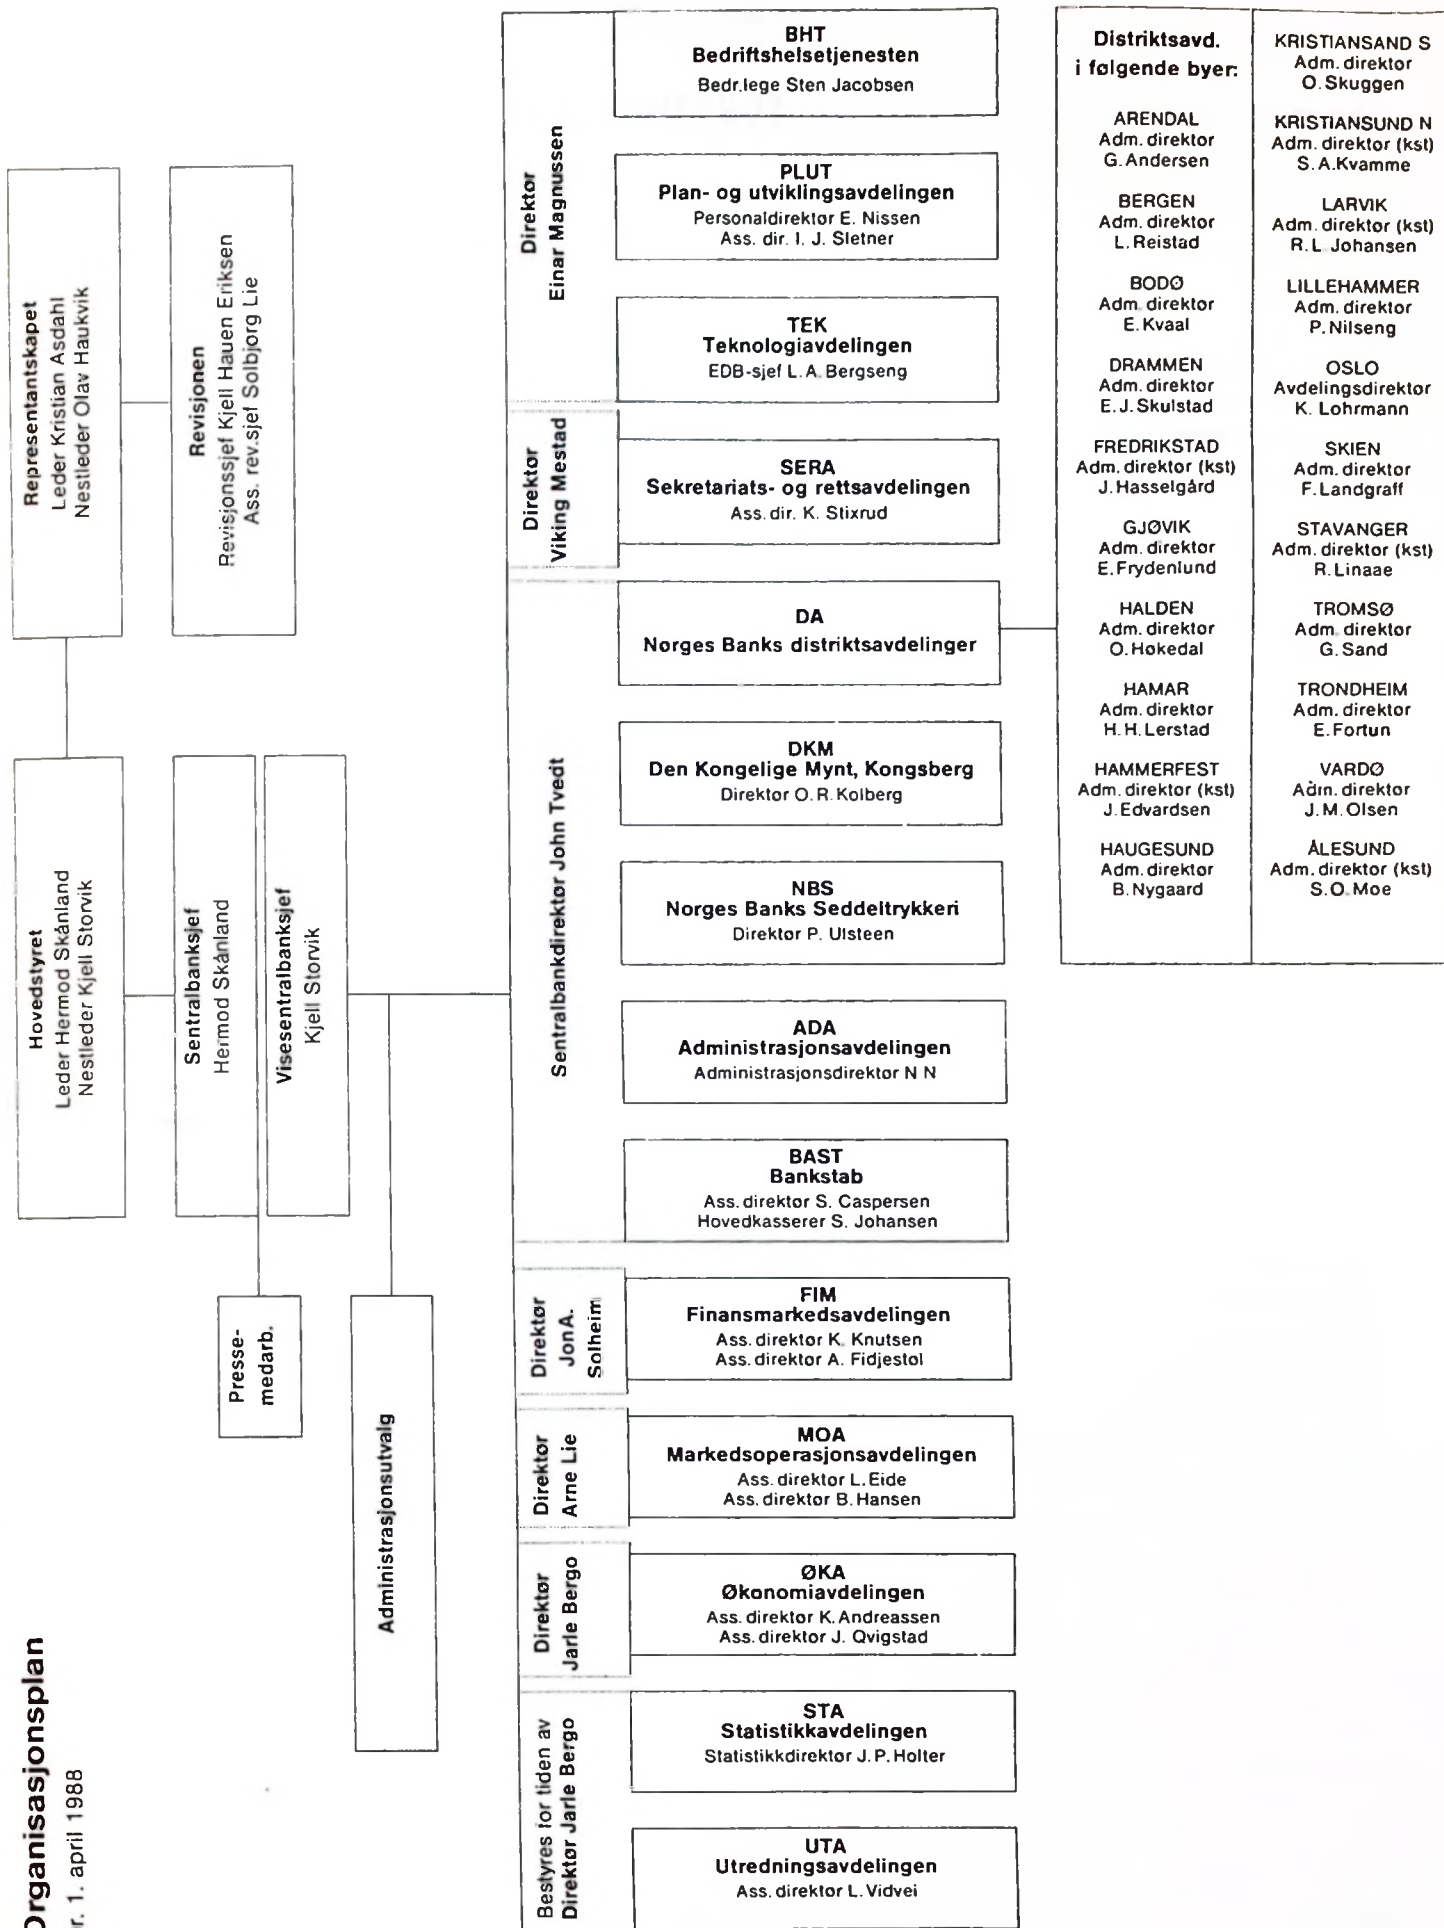 Organisasjonsplan
pr. 1. april 1988
Representantskapet
Leder Kristian Asdahl
Nestleder Olav Haukvik
Revisjonen
Revisjonssjef Kjell Hauen Eriksen
Ass. rev.sjef Solbjørg Lie
Hovedstyret
Leder Hermod Skånland
Nestleder Kjell Storvik
Sentralbanksjef
Hermod Skånland
Visesentralbanksjef
Kjell Storvik
Presse-
medarb.
Administrasjonsutvalg
Direktør
Einar Magnussen
BHT
Bedriftshelsetjenesten
Bedr.lege Sten Jacobsen
PLUT
Plan- og utviklingsavdelingen
Personaldirektør E. Nissen
Ass. dir. I. J. Sletner
TEK
Teknologiavdelingen
EDB-sjef L.A. Bergseng
Direktør
Viking Mestad
SERA
Sekretariats- og rettsavdelingen
Ass. dir. K. Stixrud
Sentralbankdirektør John Tvedt
DA
Norges Banks distriktsavdelinger
DKM
Den Kongelige Mynt, Kongsberg
Direktør O.R. Kolberg
NBS
Norges Banks Seddeltrykkeri
Direktør P. Ulsteen
ADA
Administrasjonsavdelingen
Administrasjonsdirektør N N
BAST
Bankstab
Ass. direktør S. Caspersen
Hovedkasserer S. Johansen
Direktør
Jon A.
Solheim
FIM
Finansmarkedsavdelingen
Ass. direktør K. Knutsen
Ass. direktør A. Fidjestøl
Direktør
Arne Lie
MOA
Markedsoperasjonsavdelingen
Ass. direktør L. Eide
Ass. direktør B. Hansen
Direktør
Jarle Bergo
ØKA
Økonomiavdelingen
Ass. direktør K. Andreassen
Ass. direktør J. Qvigstad
Bestyres for tiden av
Direktør Jarle Bergo
STA
Statistikkavdelingen
Statistikkdirektør J. P. Holter
UTA
Utredningsavdelingen
Ass. direktør L. Vidvei
Distriktsavd.
i følgende byer:
ARENDAL
Adm. direktør
G. Andersen
BERGEN
Adm. direktør
L. Reistad
BODØ
Adm. direktør
E. Kvaal
DRAMMEN
Adm. direktør
E. J. Skulstad
FREDRIKSTAD
Adm. direktør (kst)
J. Hasselgård
GJØVIK
Adm. direktør
E. Frydenlund
HALDEN
Adm. direktør
O. Høkedal
HAMAR
Adm. direktør
H. H. Lerstad
HAMMERFEST
Adm. direktør (kst)
J. Edvardsen
HAUGESUND
Adm. direktør
B. Nygaard
KRISTIANSAND S
Adm. direktør
O. Skuggen
KRISTIANSUND N
Adm. direktør (kst)
S. A. Kvamme
LARVIK
Adm. direktør (kst)
R. L. Johansen
LILLEHAMMER
Adm. direktør
P. Nilseng
OSLO
Avdelingsdirektør
K. Lohrmann
SKIEN
Adm. direktør
F. Landgraff
STAVANGER
Adm. direktør (kst)
R. Linaae
TROMSØ
Adm. direktør
G. Sand
TRONDHEIM
Adm. direktør
E. Fortun
VARDØ
Adm. direktør
J. M. Olsen
ÅLESUND
Adm. direktør (kst)
S. O. Moe